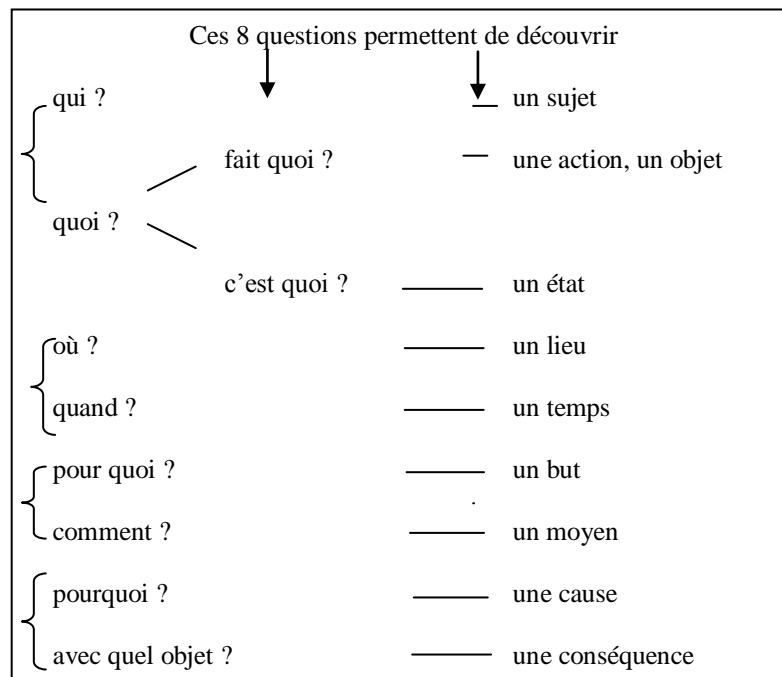 Ces 8 questions permettent de découvrir
qui ? un sujet
fait quoi ? une action, un objet
quoi ?
c’est quoi ? un état
où ? un lieu
quand ? un temps
pour quoi ? un but
comment ? un moyen
pourquoi ? une cause
avec quel objet ? une conséquence